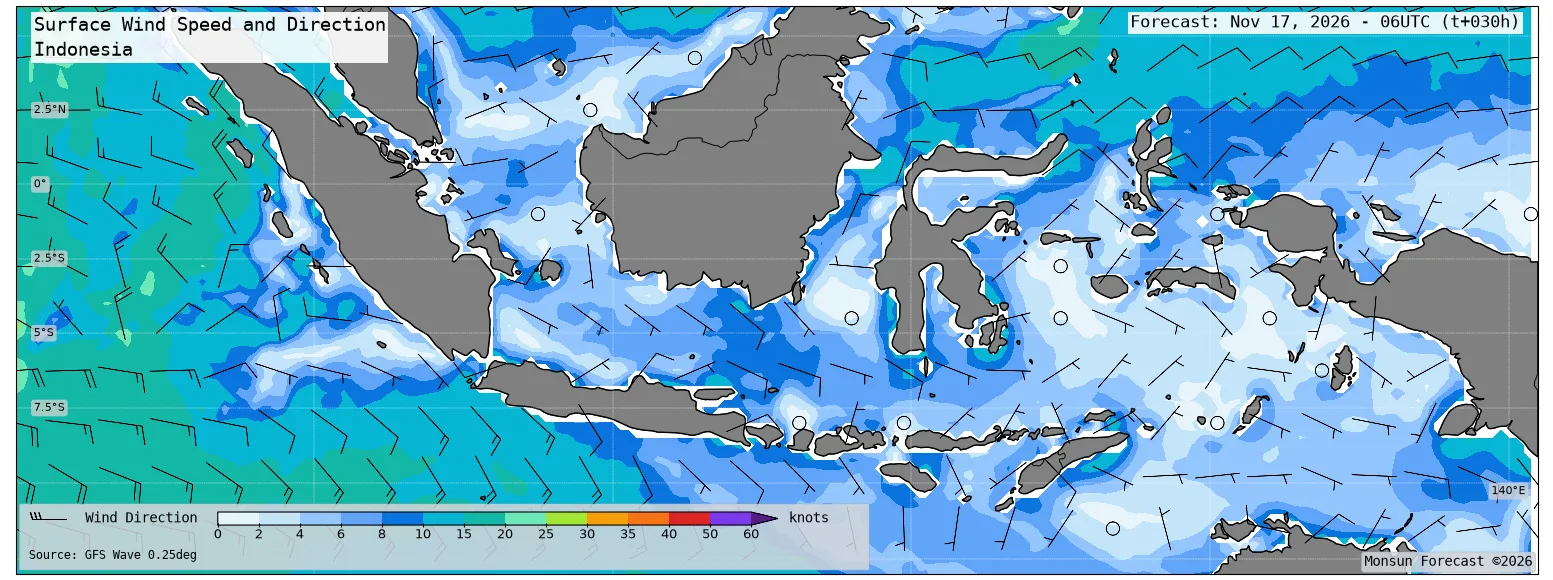 Surface Wind Speed and Direction
Indonesia
Forecast: Nov 17, 2026 - 06UTC (t+030h)
2.5°N
0°
2.5°S
5°S
7.5°S
140°E
Wind Direction
0 2 4 6 8 10 15 20 25 30 35 40 50 60
knots
Source: GFS Wave 0.25deg
Monsun Forecast ©2026